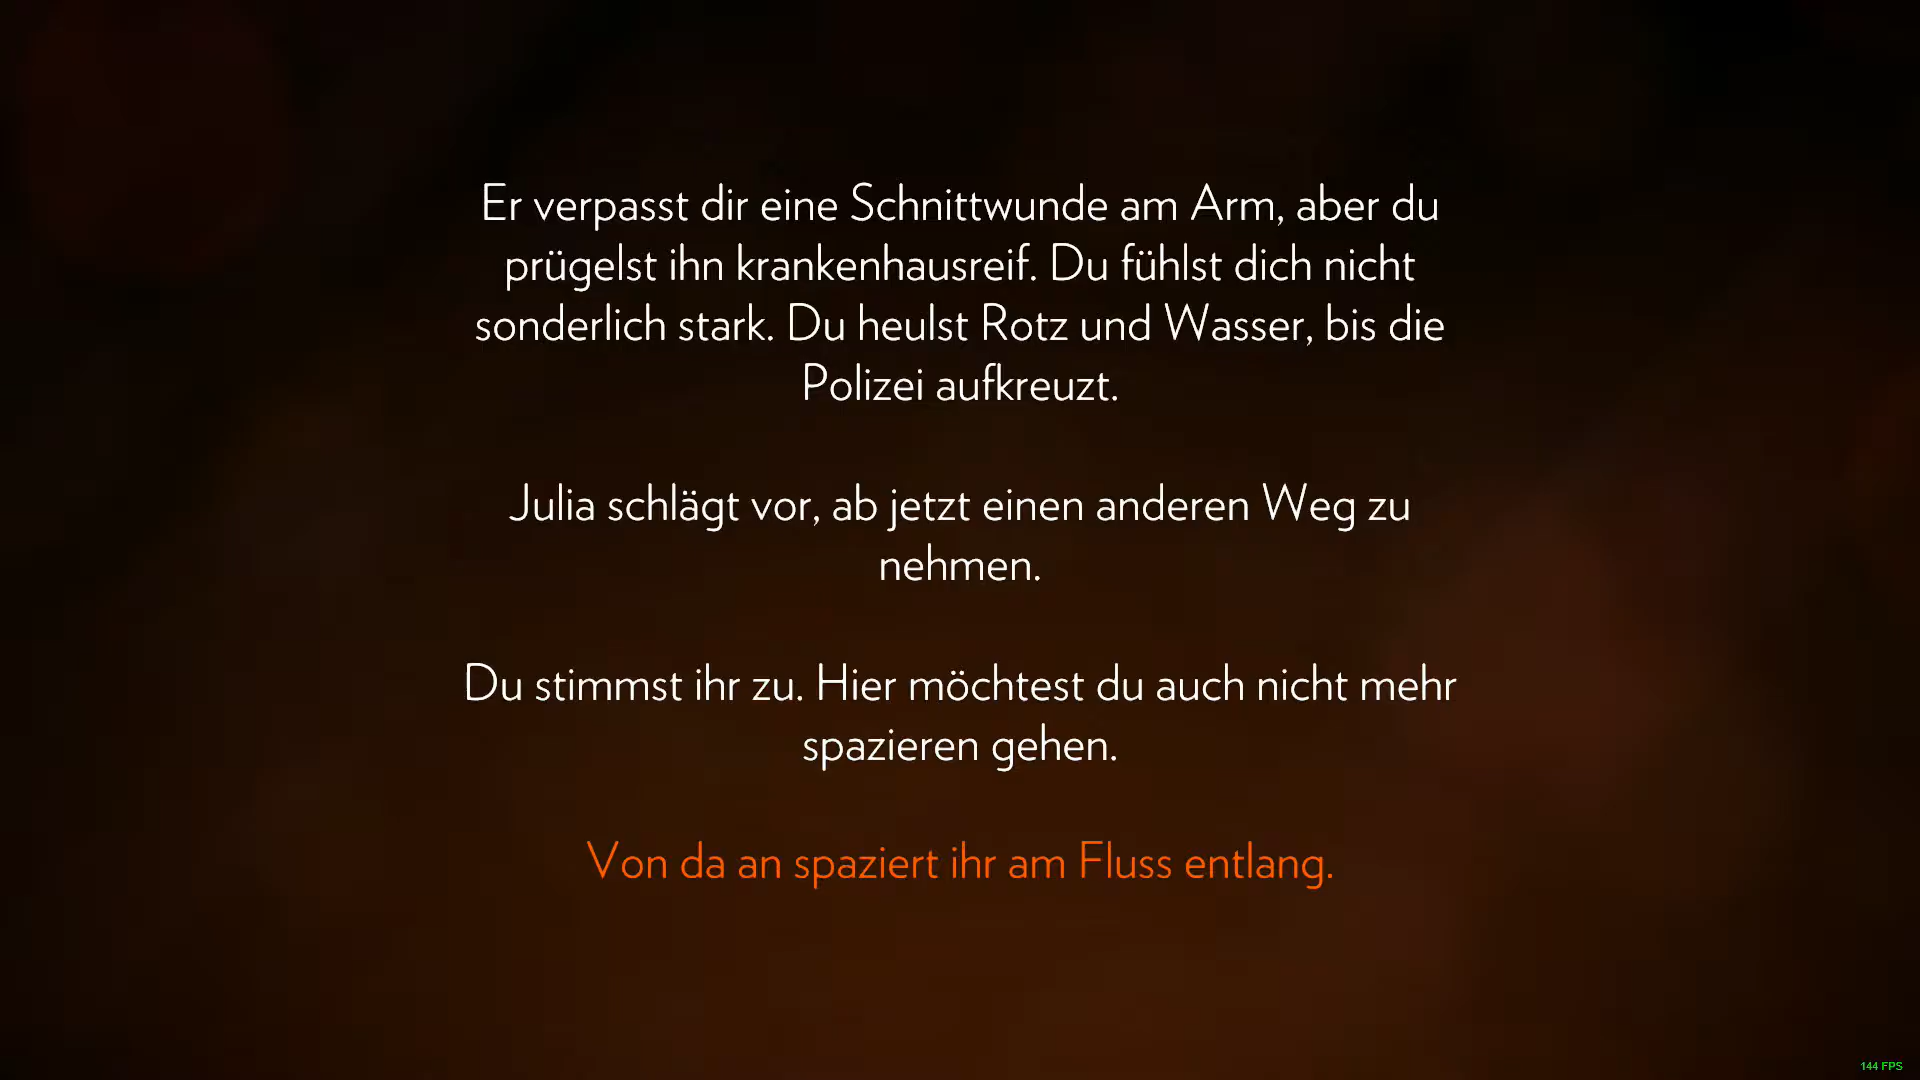 Er verpasst dir eine Schnittwunde am Arm, aber du
prügelst ihn krankenhausreif. Du fühlst dich nicht
sonderlich stark. Du heulst Rotz und Wasser, bis die
Polizei aufkreuzt.
Julia schlägt vor, ab jetzt einen anderen Weg zu
nehmen.
Du stimmst ihr zu. Hier möchtest du auch nicht mehr
spazieren gehen.
Von da an spaziert ihr am Fluss entlang.
144 FPS